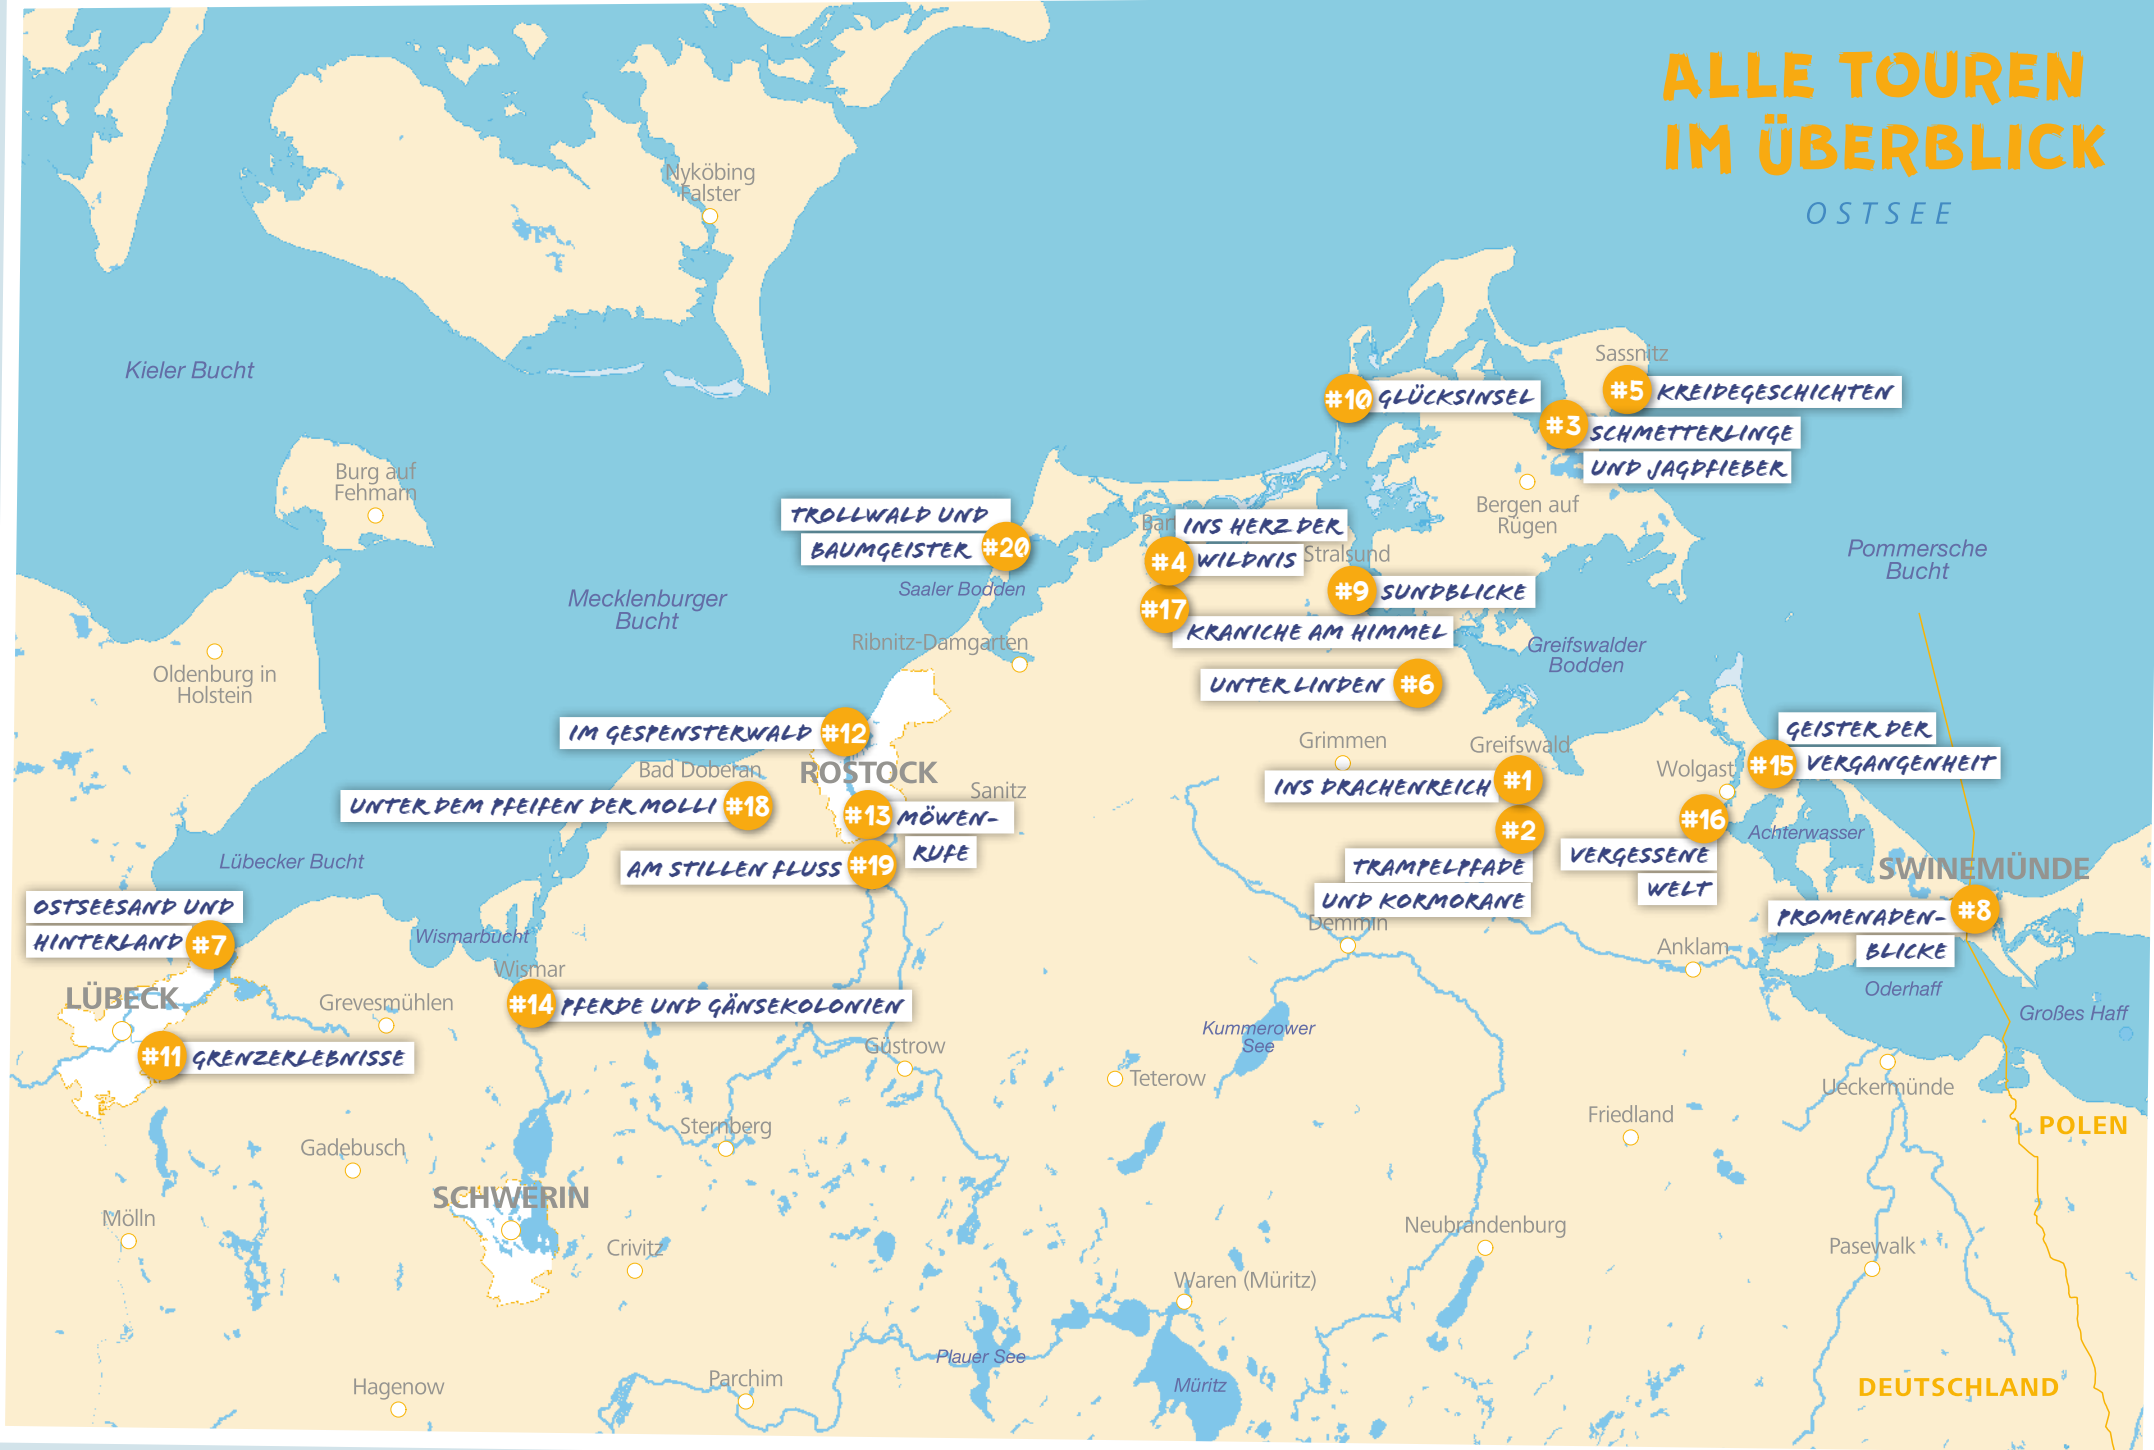 ALLE TOUREN
IM ÜBERBLICK
OSTSEE
Nyköbing
Falster
Kieler Bucht
Sassnitz
#5 KREIDEGESCHICHTEN
#10 GLÜCKSINSEL
#3 SCHMETTERLINGE
UND JAGDFIEBER
Burg auf
Fehmarn
Bergen auf
Rügen
TROLLWALD UND
BAUMGEISTER #20
INS HERZ DER
#4 WILDNIS
Stralsund
Pommersche
Bucht
Saaler Bodden
Mecklenburger
Bucht
#9 SUNDBLICKE
#17
KRANICHE AM HIMMEL
Ribnitz-Damgarten
Greifswalder
Bodden
Oldenburg in
Holstein
UNTER LINDEN #6
IM GESPENSTERWALD #12
GEISTER DER
#15 VERGANGENHEIT
Grimmen
Greifswald
Wolgast
Bad Doberan
ROSTOCK
Sanitz
INS DRACHENREICH #1
UNTER DEM PFEIFEN DER MOLLI #18
#13 MÖWEN-
RUFE
#2
TRAMPELPFADE
UND KORMORANE
#16
VERGESSENE
WELT
Achterwasser
Lübecker Bucht
AM STILLEN FLUSS #19
SWINEMÜNDE
OSTSEESAND UND
HINTERLAND #7
PROMENADEN-
BLICKE
#8
Demmin
Wismarbucht
Anklam
Wismar
LÜBECK
Grevesmühlen
#14 PFERDE UND GÄNSEKOLONIEN
Oderhaff
Großes Haff
Kummerower
See
Güstrow
#11 GRENZERLEBNISSE
Teterow
Ueckermünde
Friedland
POLEN
Sternberg
Gadebusch
SCHWERIN
Mölln
Neubrandenburg
Crivitz
Pasewalk
Waren (Müritz)
Plauer See
Parchim
Müritz
Hagenow
DEUTSCHLAND